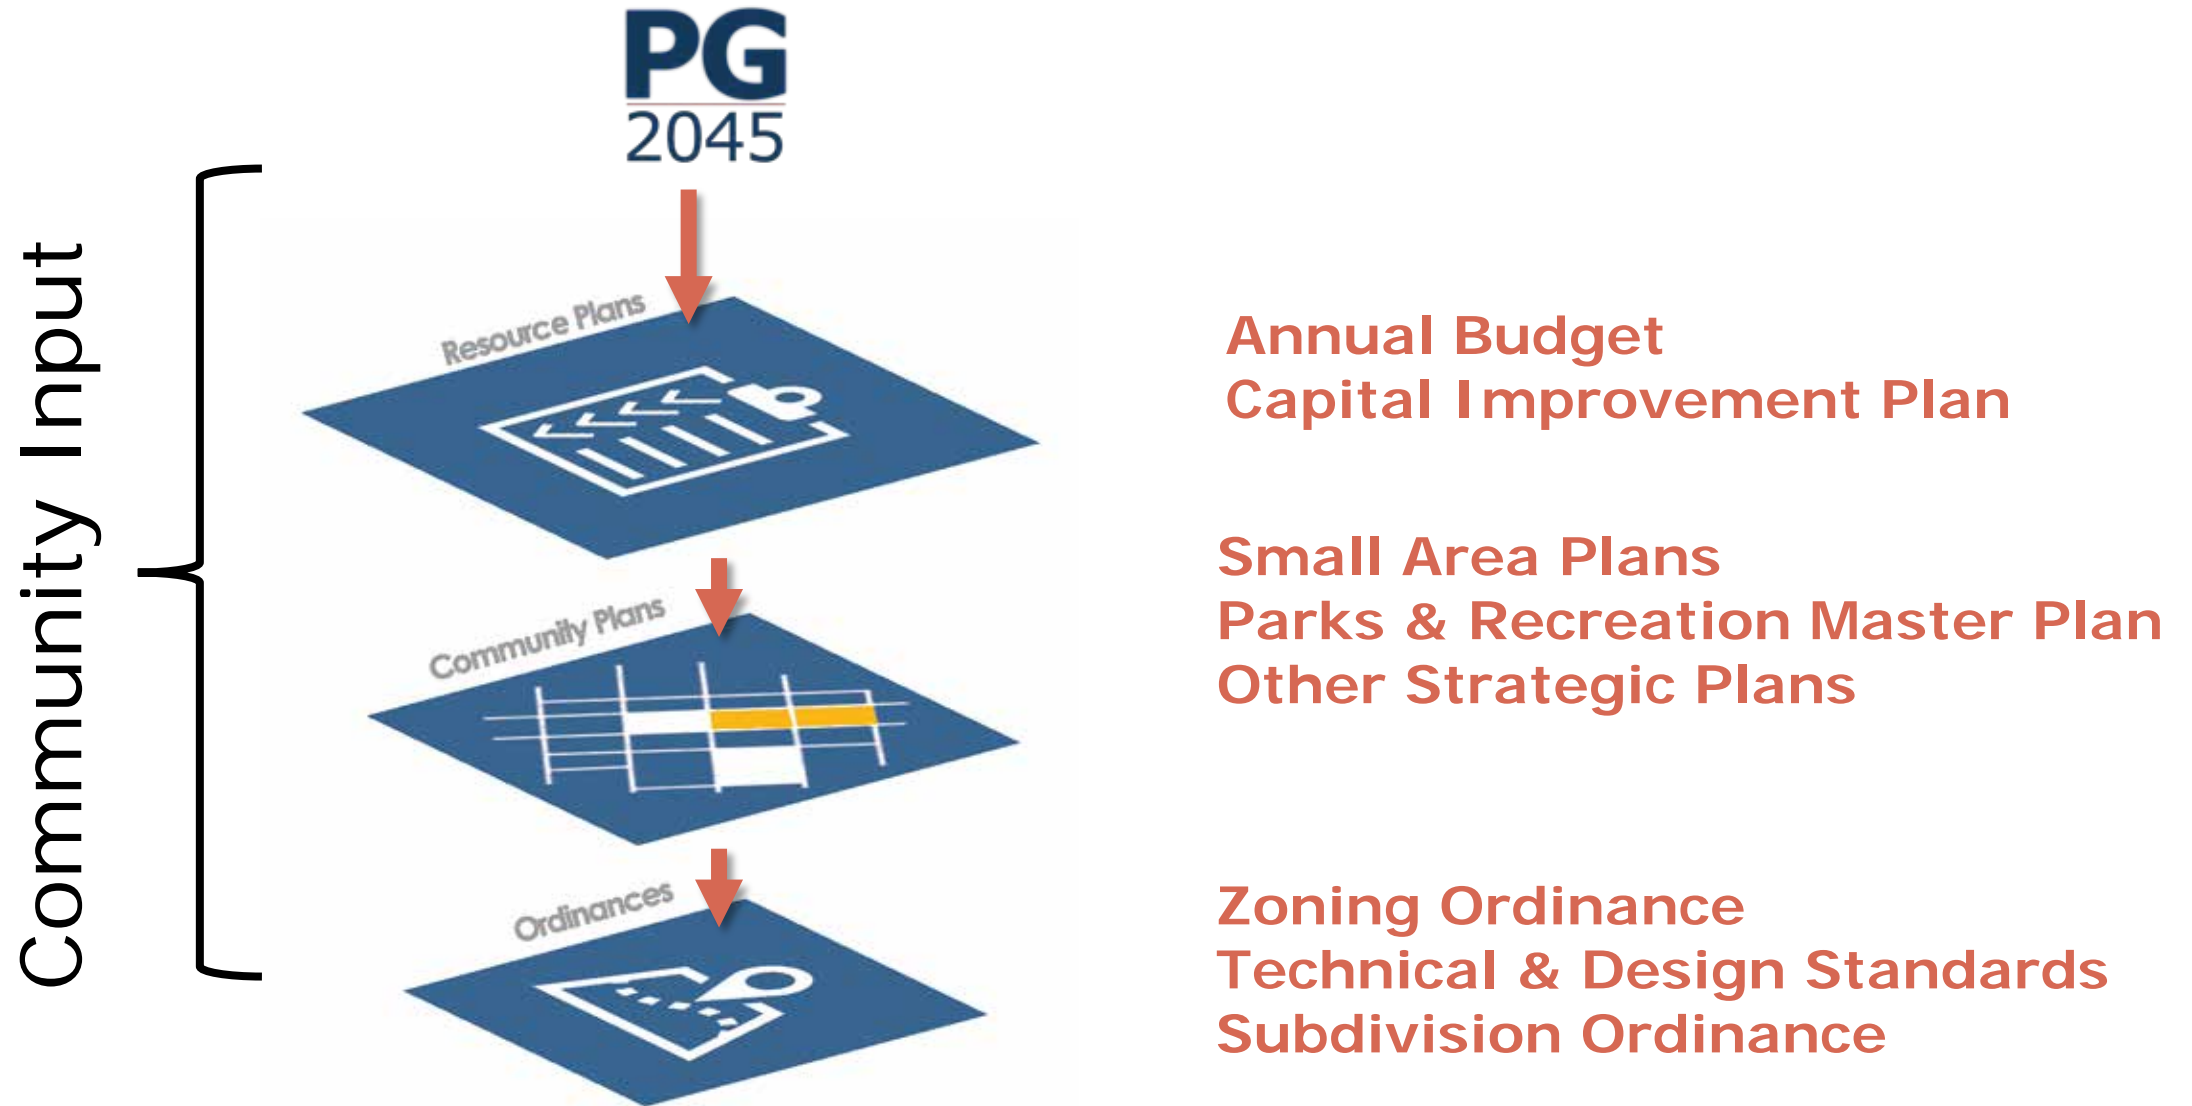 PG
2045
Community Input
Resource Plans
Annual Budget
Capital Improvement Plan
Community Plans
Small Area Plans
Parks & Recreation Master Plan
Other Strategic Plans
Ordinances
Zoning Ordinance
Technical & Design Standards
Subdivision Ordinance